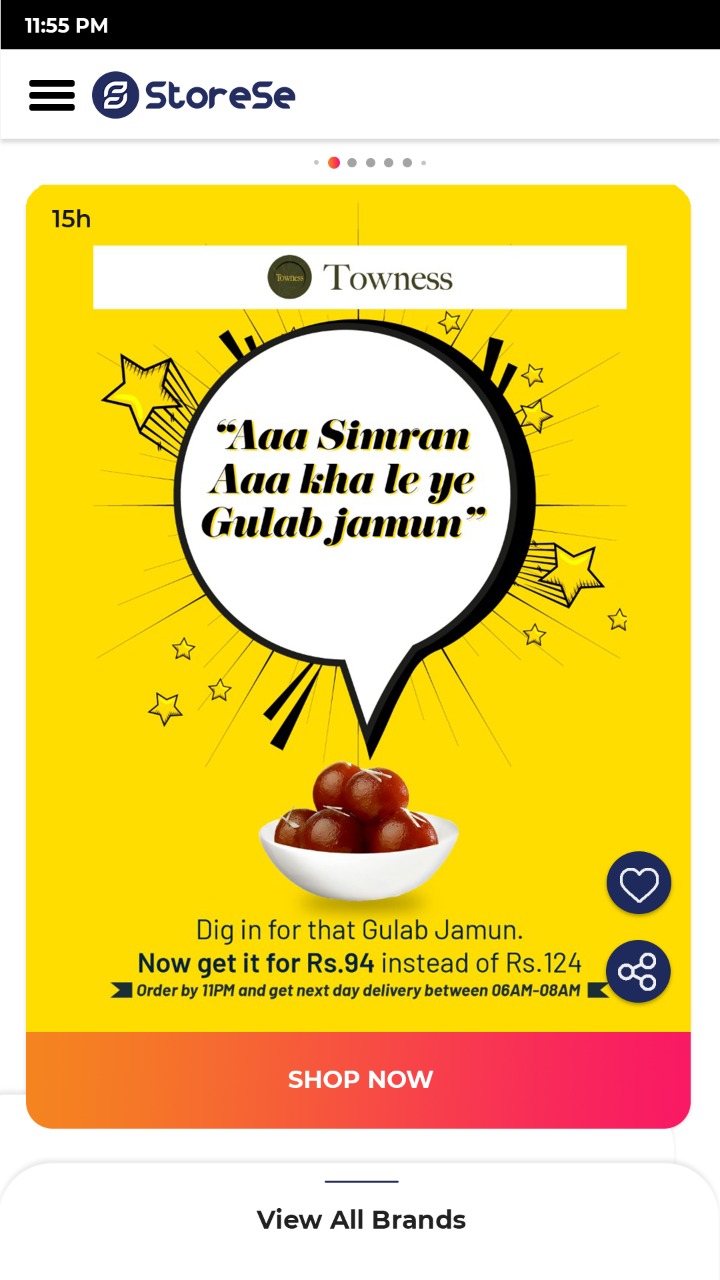 11:55 PM
StoreSe
15h
Towness
Towness
“Aaa Simran
Aaa kha le ye
Gulab jamun”
Dig in for that Gulab Jamun.
Now get it for Rs.94 instead of Rs.124
Order by 11PM and get next day delivery between 06AM-08AM
SHOP NOW
View All Brands